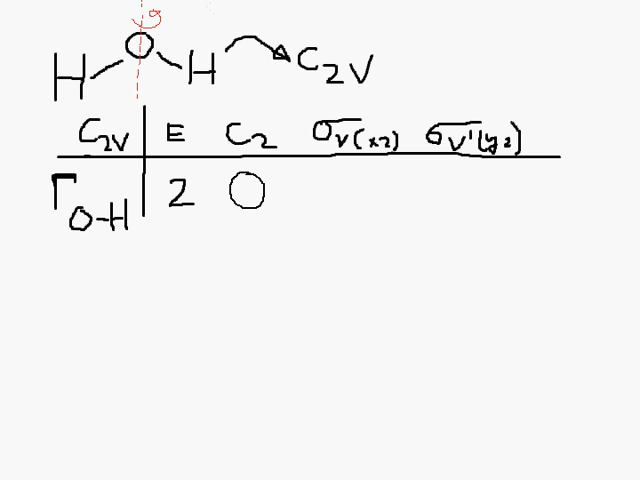 H O H → C2V
C2V E C2 σv(xz) σv'(yz)
ΓO-H 2 0